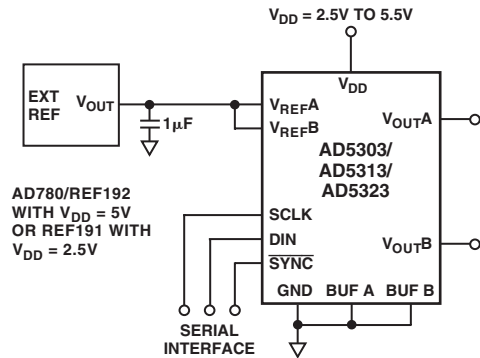 V_DD = 2.5V TO 5.5V
EXT
REF
V_OUT
1μF
V_DD
V_REFA
V_REFB
V_OUTA
AD5303/
AD5313/
AD5323
AD780/REF192
WITH V_DD = 5V
OR REF191 WITH
V_DD = 2.5V
SCLK
DIN
S̅Y̅N̅C̅
V_OUTB
GND BUF A BUF B
SERIAL
INTERFACE